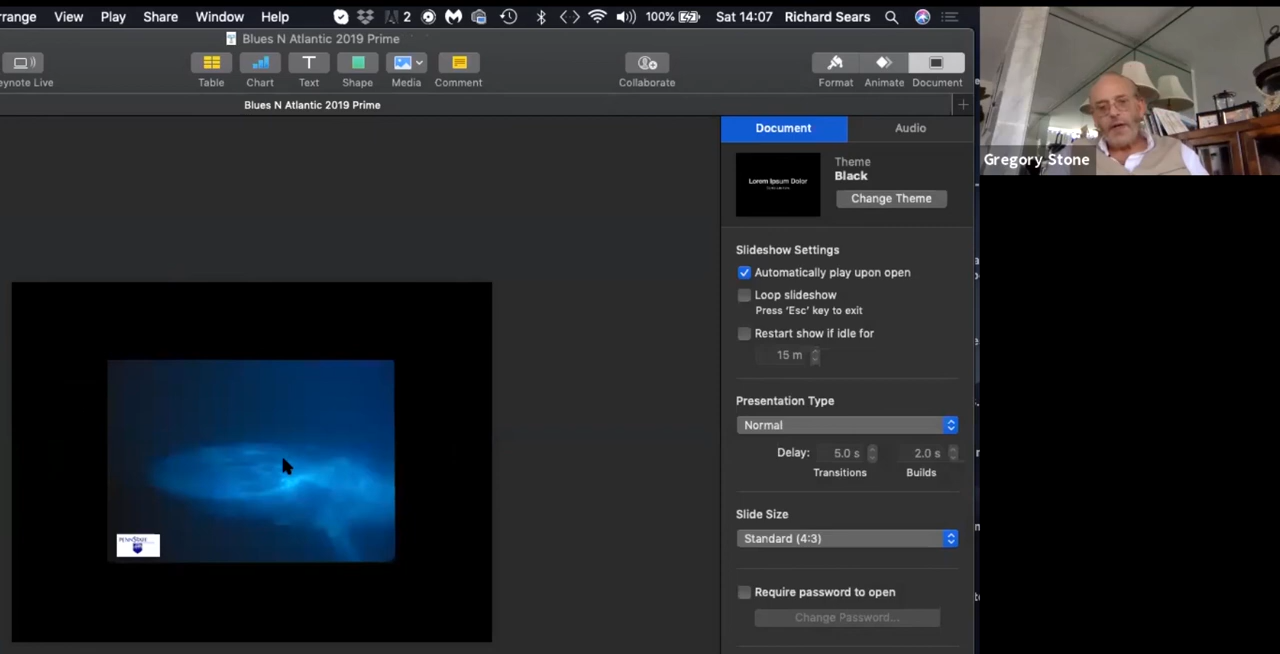 rrange View Play Share Window Help 2 100% Sat 14:07 Richard Sears
Blues N Atlantic 2019 Prime
eynote Live Table Chart Text Shape Media Comment Collaborate Format Animate Document
Blues N Atlantic 2019 Prime
Document Audio
Lorem Ipsum Dolor
Theme
Black
Change Theme
Slideshow Settings
Automatically play upon open
Loop slideshow
Press ‘Esc’ key to exit
Restart show if idle for
15 m
Presentation Type
Normal
Delay: 5.0 s 2.0 s
Transitions Builds
Slide Size
Standard (4:3)
Require password to open
Change Password...
PENNSTATE
Gregory Stone